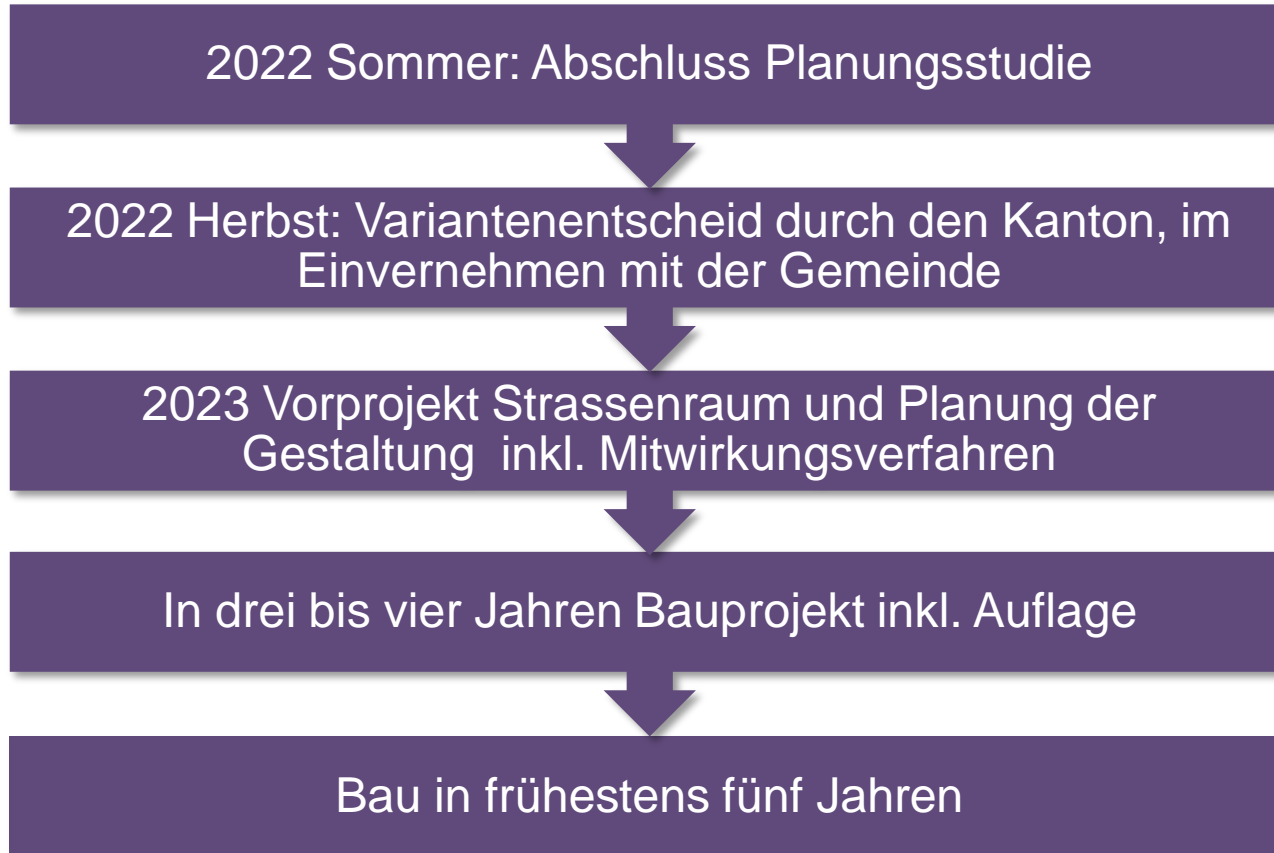 2022 Sommer: Abschluss Planungsstudie
2022 Herbst: Variantenentscheid durch den Kanton, im
Einvernehmen mit der Gemeinde
2023 Vorprojekt Strassenraum und Planung der
Gestaltung  inkl. Mitwirkungsverfahren
In drei bis vier Jahren Bauprojekt inkl. Auflage
Bau in frühestens fünf Jahren